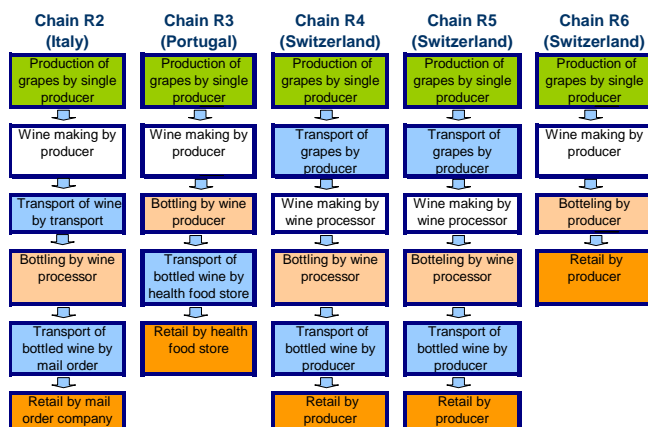 Chain R2
(Italy)
Production of
grapes by single
producer
Wine making by
producer
Transport of wine
by transport
Bottling by wine
processor
Transport of
bottled wine by
mail order
Retail by mail
order company
Chain R3
(Portugal)
Production of
grapes by single
producer
Wine making by
producer
Bottling by wine
producer
Transport of
bottled wine by
health food store
Retail by health
food store
Chain R4
(Switzerland)
Production of
grapes by single
producer
Transport of
grapes by
producer
Wine making by
wine processor
Bottling by wine
processor
Transport of
bottled wine by
producer
Retail by
producer
Chain R5
(Switzerland)
Production of
grapes by single
producer
Transport of
grapes by
producer
Wine making by
wine processor
Botteling by wine
processor
Transport of
bottled wine by
producer
Retail by
producer
Chain R6
(Switzerland)
Production of
grapes by single
producer
Wine making by
producer
Botteling by
producer
Retail by
producer